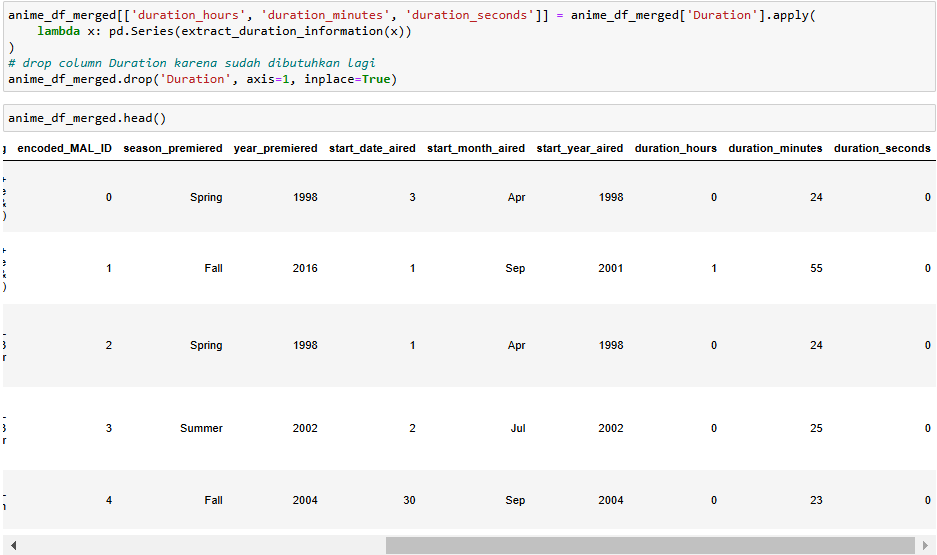 anime_df_merged[['duration_hours', 'duration_minutes', 'duration_seconds']] = anime_df_merged['Duration'].apply(
    lambda x: pd.Series(extract_duration_information(x))
)
# drop column Duration karena sudah dibutuhkan lagi
anime_df_merged.drop('Duration', axis=1, inplace=True)
anime_df_merged.head()
encoded_MAL_ID season_premiered year_premiered start_date_aired start_month_aired start_year_aired duration_hours duration_minutes duration_seconds
0 Spring 1998 3 Apr 1998 0 24 0
1 Fall 2016 1 Sep 2001 1 55 0
2 Spring 1998 1 Apr 1998 0 24 0
3 Summer 2002 2 Jul 2002 0 25 0
4 Fall 2004 30 Sep 2004 0 23 0